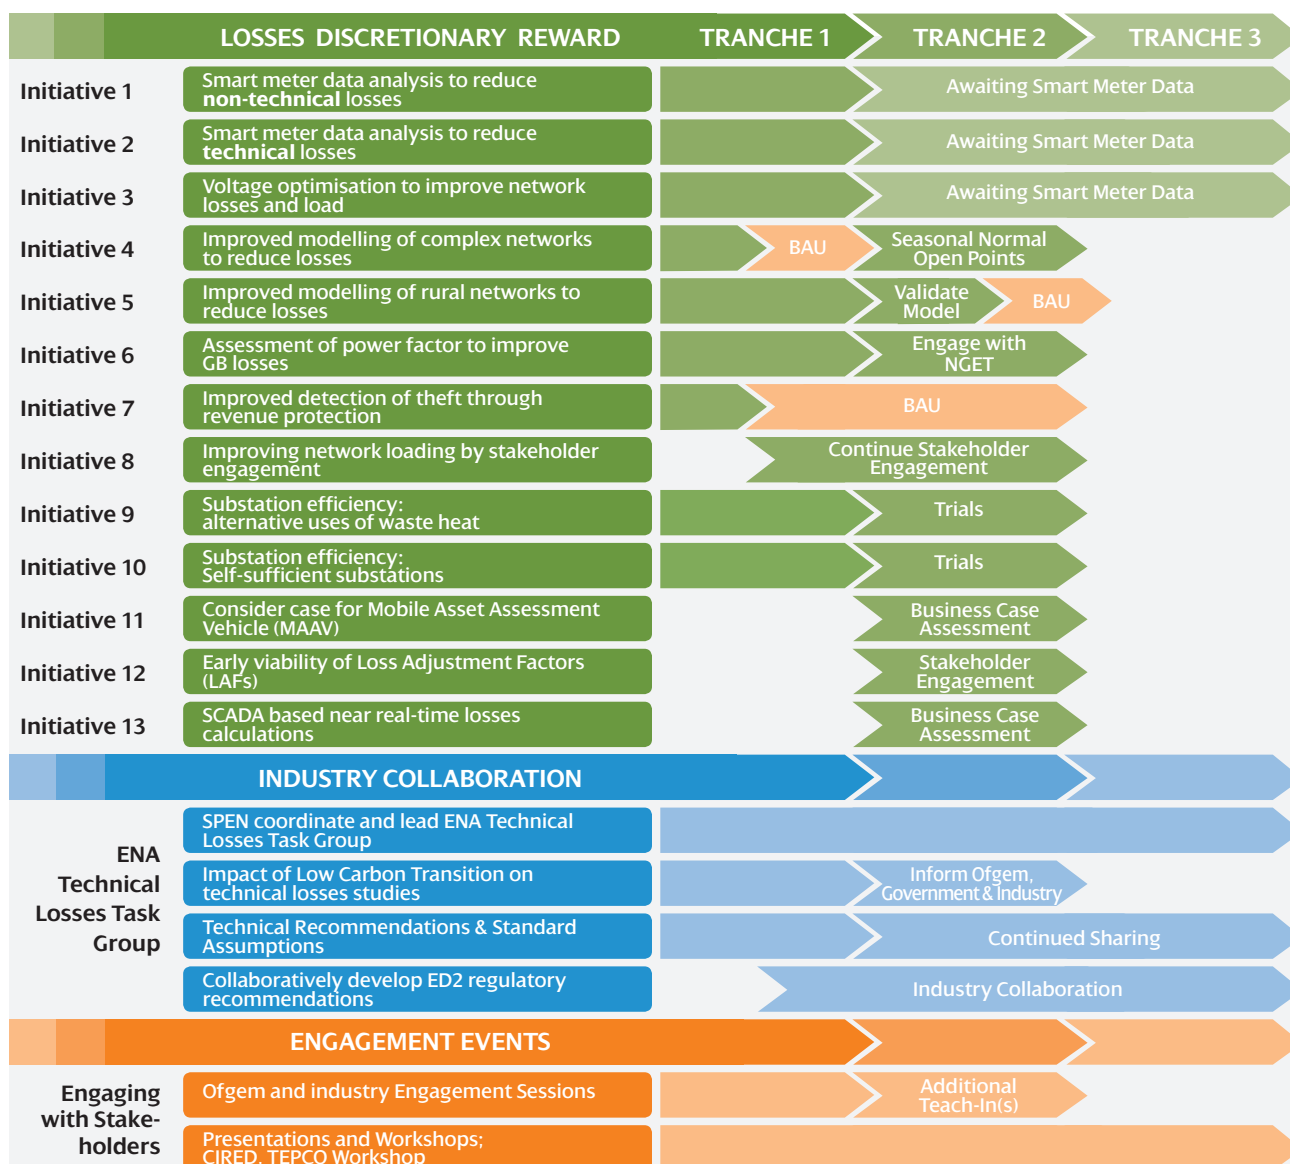 LOSSES DISCRETIONARY REWARD TRANCHE 1 TRANCHE 2 TRANCHE 3
Initiative 1
Smart meter data analysis to reduce
non-technical losses
Awaiting Smart Meter Data
Initiative 2
Smart meter data analysis to reduce
technical losses
Awaiting Smart Meter Data
Initiative 3
Voltage optimisation to improve network
losses and load
Awaiting Smart Meter Data
Initiative 4
Improved modelling of complex networks
to reduce losses
BAU
Seasonal Normal
Open Points
Initiative 5
Improved modelling of rural networks to
reduce losses
Validate
Model
BAU
Initiative 6
Assessment of power factor to improve
GB losses
Engage with
NGET
Initiative 7
Improved detection of theft through
revenue protection
BAU
Initiative 8
Improving network loading by stakeholder
engagement
Continue Stakeholder
Engagement
Initiative 9
Substation efficiency:
alternative uses of waste heat
Trials
Initiative 10
Substation efficiency:
Self-sufficient substations
Trials
Initiative 11
Consider case for Mobile Asset Assessment
Vehicle (MAAV)
Business Case
Assessment
Initiative 12
Early viability of Loss Adjustment Factors
(LAFs)
Stakeholder
Engagement
Initiative 13
SCADA based near real-time losses
calculations
Business Case
Assessment
INDUSTRY COLLABORATION
ENA
Technical
Losses Task
Group
SPEN coordinate and lead ENA Technical
Losses Task Group
Impact of Low Carbon Transition on
technical losses studies
Inform Ofgem,
Government & Industry
Technical Recommendations & Standard
Assumptions
Continued Sharing
Collaboratively develop ED2 regulatory
recommendations
Industry Collaboration
ENGAGEMENT EVENTS
Engaging
with Stake-
holders
Ofgem and industry Engagement Sessions
Additional
Teach-In(s)
Presentations and Workshops;
CIRED, TEPCO Workshop